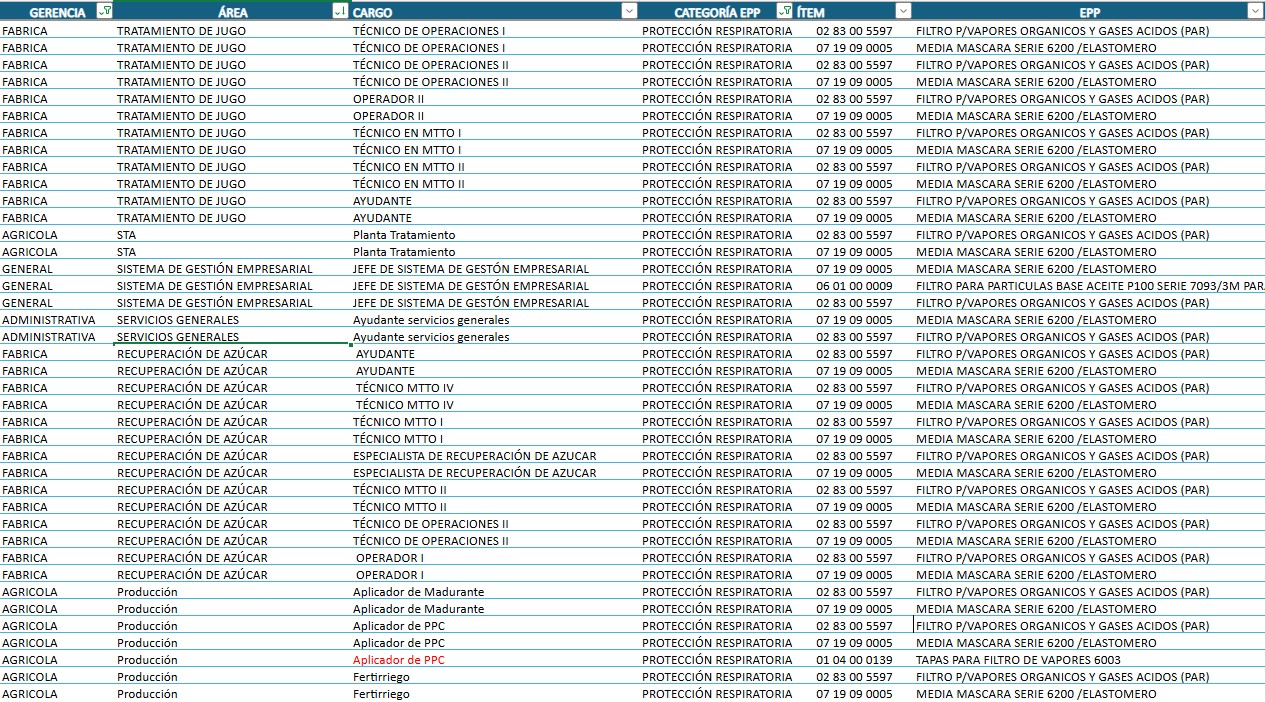 GERENCIA ÁREA CARGO CATEGORÍA EPP ÍTEM EPP
FABRICA TRATAMIENTO DE JUGO TÉCNICO DE OPERACIONES I PROTECCIÓN RESPIRATORIA 02 83 00 5597 FILTRO P/VAPORES ORGANICOS Y GASES ACIDOS (PAR)
FABRICA TRATAMIENTO DE JUGO TÉCNICO DE OPERACIONES I PROTECCIÓN RESPIRATORIA 07 19 09 0005 MEDIA MASCARA SERIE 6200 /ELASTOMERO
FABRICA TRATAMIENTO DE JUGO TÉCNICO DE OPERACIONES II PROTECCIÓN RESPIRATORIA 02 83 00 5597 FILTRO P/VAPORES ORGANICOS Y GASES ACIDOS (PAR)
FABRICA TRATAMIENTO DE JUGO TÉCNICO DE OPERACIONES II PROTECCIÓN RESPIRATORIA 07 19 09 0005 MEDIA MASCARA SERIE 6200 /ELASTOMERO
FABRICA TRATAMIENTO DE JUGO OPERADOR II PROTECCIÓN RESPIRATORIA 02 83 00 5597 FILTRO P/VAPORES ORGANICOS Y GASES ACIDOS (PAR)
FABRICA TRATAMIENTO DE JUGO OPERADOR II PROTECCIÓN RESPIRATORIA 07 19 09 0005 MEDIA MASCARA SERIE 6200 /ELASTOMERO
FABRICA TRATAMIENTO DE JUGO TÉCNICO EN MTTO I PROTECCIÓN RESPIRATORIA 02 83 00 5597 FILTRO P/VAPORES ORGANICOS Y GASES ACIDOS (PAR)
FABRICA TRATAMIENTO DE JUGO TÉCNICO EN MTTO I PROTECCIÓN RESPIRATORIA 07 19 09 0005 MEDIA MASCARA SERIE 6200 /ELASTOMERO
FABRICA TRATAMIENTO DE JUGO TÉCNICO EN MTTO II PROTECCIÓN RESPIRATORIA 02 83 00 5597 FILTRO P/VAPORES ORGANICOS Y GASES ACIDOS (PAR)
FABRICA TRATAMIENTO DE JUGO TÉCNICO EN MTTO II PROTECCIÓN RESPIRATORIA 07 19 09 0005 MEDIA MASCARA SERIE 6200 /ELASTOMERO
FABRICA TRATAMIENTO DE JUGO AYUDANTE PROTECCIÓN RESPIRATORIA 02 83 00 5597 FILTRO P/VAPORES ORGANICOS Y GASES ACIDOS (PAR)
FABRICA TRATAMIENTO DE JUGO AYUDANTE PROTECCIÓN RESPIRATORIA 07 19 09 0005 MEDIA MASCARA SERIE 6200 /ELASTOMERO
AGRICOLA STA Planta Tratamiento PROTECCIÓN RESPIRATORIA 02 83 00 5597 FILTRO P/VAPORES ORGANICOS Y GASES ACIDOS (PAR)
AGRICOLA STA Planta Tratamiento PROTECCIÓN RESPIRATORIA 07 19 09 0005 MEDIA MASCARA SERIE 6200 /ELASTOMERO
GENERAL SISTEMA DE GESTIÓN EMPRESARIAL JEFE DE SISTEMA DE GESTÓN EMPRESARIAL PROTECCIÓN RESPIRATORIA 07 19 09 0005 MEDIA MASCARA SERIE 6200 /ELASTOMERO
GENERAL SISTEMA DE GESTIÓN EMPRESARIAL JEFE DE SISTEMA DE GESTÓN EMPRESARIAL PROTECCIÓN RESPIRATORIA 06 01 00 0009 FILTRO PARA PARTICULAS BASE ACEITE P100 SERIE 7093/3M PAR
GENERAL SISTEMA DE GESTIÓN EMPRESARIAL JEFE DE SISTEMA DE GESTÓN EMPRESARIAL PROTECCIÓN RESPIRATORIA 02 83 00 5597 FILTRO P/VAPORES ORGANICOS Y GASES ACIDOS (PAR)
ADMINISTRATIVA SERVICIOS GENERALES Ayudante servicios generales PROTECCIÓN RESPIRATORIA 07 19 09 0005 MEDIA MASCARA SERIE 6200 /ELASTOMERO
ADMINISTRATIVA SERVICIOS GENERALES Ayudante servicios generales PROTECCIÓN RESPIRATORIA 02 83 00 5597 FILTRO P/VAPORES ORGANICOS Y GASES ACIDOS (PAR)
FABRICA RECUPERACIÓN DE AZÚCAR AYUDANTE PROTECCIÓN RESPIRATORIA 02 83 00 5597 FILTRO P/VAPORES ORGANICOS Y GASES ACIDOS (PAR)
FABRICA RECUPERACIÓN DE AZÚCAR AYUDANTE PROTECCIÓN RESPIRATORIA 07 19 09 0005 MEDIA MASCARA SERIE 6200 /ELASTOMERO
FABRICA RECUPERACIÓN DE AZÚCAR TÉCNICO MTTO IV PROTECCIÓN RESPIRATORIA 02 83 00 5597 FILTRO P/VAPORES ORGANICOS Y GASES ACIDOS (PAR)
FABRICA RECUPERACIÓN DE AZÚCAR TÉCNICO MTTO IV PROTECCIÓN RESPIRATORIA 07 19 09 0005 MEDIA MASCARA SERIE 6200 /ELASTOMERO
FABRICA RECUPERACIÓN DE AZÚCAR TÉCNICO MTTO I PROTECCIÓN RESPIRATORIA 02 83 00 5597 FILTRO P/VAPORES ORGANICOS Y GASES ACIDOS (PAR)
FABRICA RECUPERACIÓN DE AZÚCAR TÉCNICO MTTO I PROTECCIÓN RESPIRATORIA 07 19 09 0005 MEDIA MASCARA SERIE 6200 /ELASTOMERO
FABRICA RECUPERACIÓN DE AZÚCAR ESPECIALISTA DE RECUPERACIÓN DE AZUCAR PROTECCIÓN RESPIRATORIA 02 83 00 5597 FILTRO P/VAPORES ORGANICOS Y GASES ACIDOS (PAR)
FABRICA RECUPERACIÓN DE AZÚCAR ESPECIALISTA DE RECUPERACIÓN DE AZUCAR PROTECCIÓN RESPIRATORIA 07 19 09 0005 MEDIA MASCARA SERIE 6200 /ELASTOMERO
FABRICA RECUPERACIÓN DE AZÚCAR TÉCNICO MTTO II PROTECCIÓN RESPIRATORIA 02 83 00 5597 FILTRO P/VAPORES ORGANICOS Y GASES ACIDOS (PAR)
FABRICA RECUPERACIÓN DE AZÚCAR TÉCNICO MTTO II PROTECCIÓN RESPIRATORIA 07 19 09 0005 MEDIA MASCARA SERIE 6200 /ELASTOMERO
FABRICA RECUPERACIÓN DE AZÚCAR TÉCNICO DE OPERACIONES II PROTECCIÓN RESPIRATORIA 02 83 00 5597 FILTRO P/VAPORES ORGANICOS Y GASES ACIDOS (PAR)
FABRICA RECUPERACIÓN DE AZÚCAR TÉCNICO DE OPERACIONES II PROTECCIÓN RESPIRATORIA 07 19 09 0005 MEDIA MASCARA SERIE 6200 /ELASTOMERO
FABRICA RECUPERACIÓN DE AZÚCAR OPERADOR I PROTECCIÓN RESPIRATORIA 02 83 00 5597 FILTRO P/VAPORES ORGANICOS Y GASES ACIDOS (PAR)
FABRICA RECUPERACIÓN DE AZÚCAR OPERADOR I PROTECCIÓN RESPIRATORIA 07 19 09 0005 MEDIA MASCARA SERIE 6200 /ELASTOMERO
AGRICOLA Producción Aplicador de Madurante PROTECCIÓN RESPIRATORIA 02 83 00 5597 FILTRO P/VAPORES ORGANICOS Y GASES ACIDOS (PAR)
AGRICOLA Producción Aplicador de Madurante PROTECCIÓN RESPIRATORIA 07 19 09 0005 MEDIA MASCARA SERIE 6200 /ELASTOMERO
AGRICOLA Producción Aplicador de PPC PROTECCIÓN RESPIRATORIA 02 83 00 5597 FILTRO P/VAPORES ORGANICOS Y GASES ACIDOS (PAR)
AGRICOLA Producción Aplicador de PPC PROTECCIÓN RESPIRATORIA 07 19 09 0005 MEDIA MASCARA SERIE 6200 /ELASTOMERO
AGRICOLA Producción Aplicador de PPC PROTECCIÓN RESPIRATORIA 01 04 00 0139 TAPAS PARA FILTRO DE VAPORES 6003
AGRICOLA Producción Fertirriego PROTECCIÓN RESPIRATORIA 02 83 00 5597 FILTRO P/VAPORES ORGANICOS Y GASES ACIDOS (PAR)
AGRICOLA Producción Fertirriego PROTECCIÓN RESPIRATORIA 07 19 09 0005 MEDIA MASCARA SERIE 6200 /ELASTOMERO